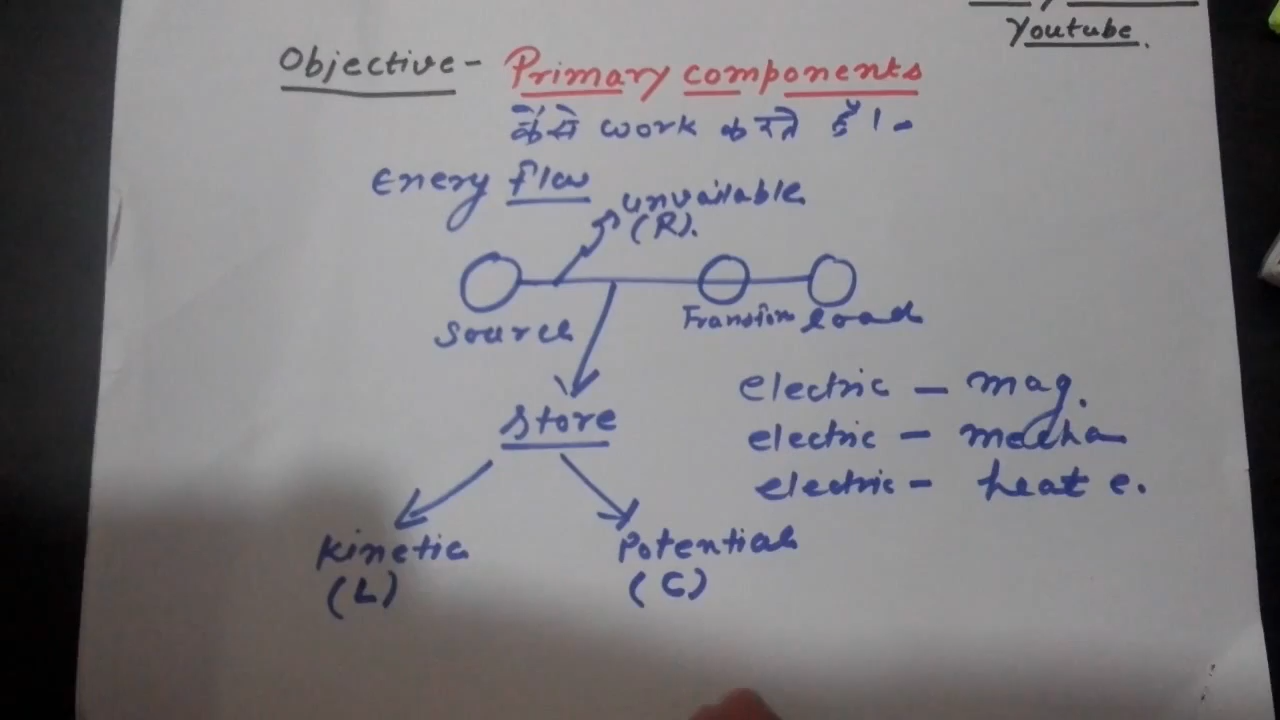 Youtube.
Objective - Primary components
कैसे work करते हैं।
Enery flow
unvailable
(R).
Source
Transform load
Store
electric - mag.
electric - mecha
electric - heat e.
Kinetic
Potential
(L)
(C)